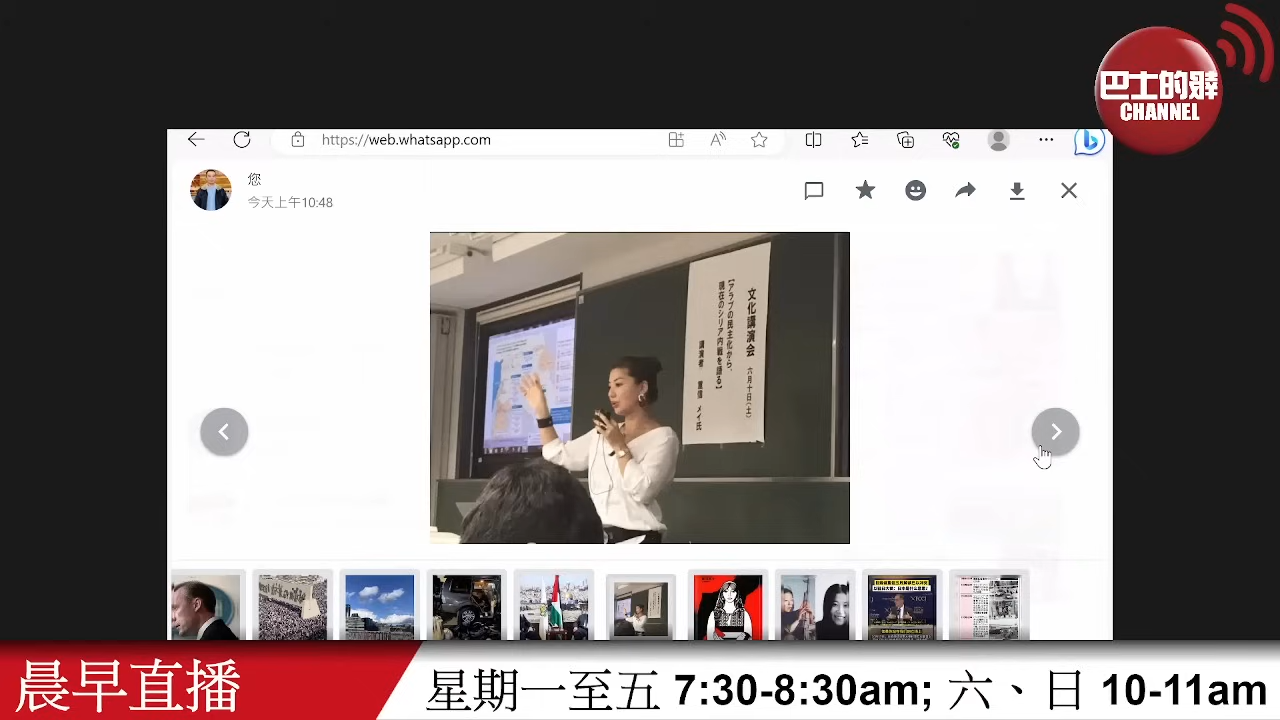 巴士的報
CHANNEL
https://web.whatsapp.com
您
今天上午10:48
文化講演会 六月十日(土)
【アラブの民主化から、
現在のシリア内戦を語る】
講演者 重信 メイ氏
晨早直播
星期一至五 7:30-8:30am; 六、日 10-11am